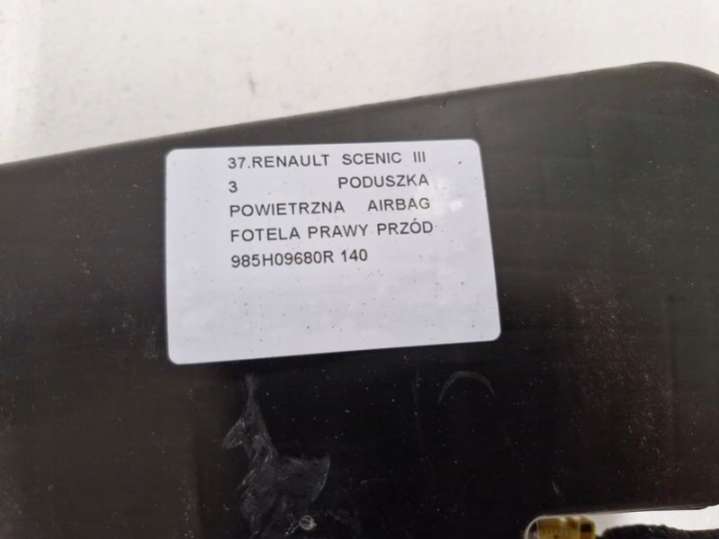 37.RENAULT SCENIC III
3 PODUSZKA
POWIETRZNA AIRBAG
FOTELA PRAWY PRZÓD
985H09680R 140